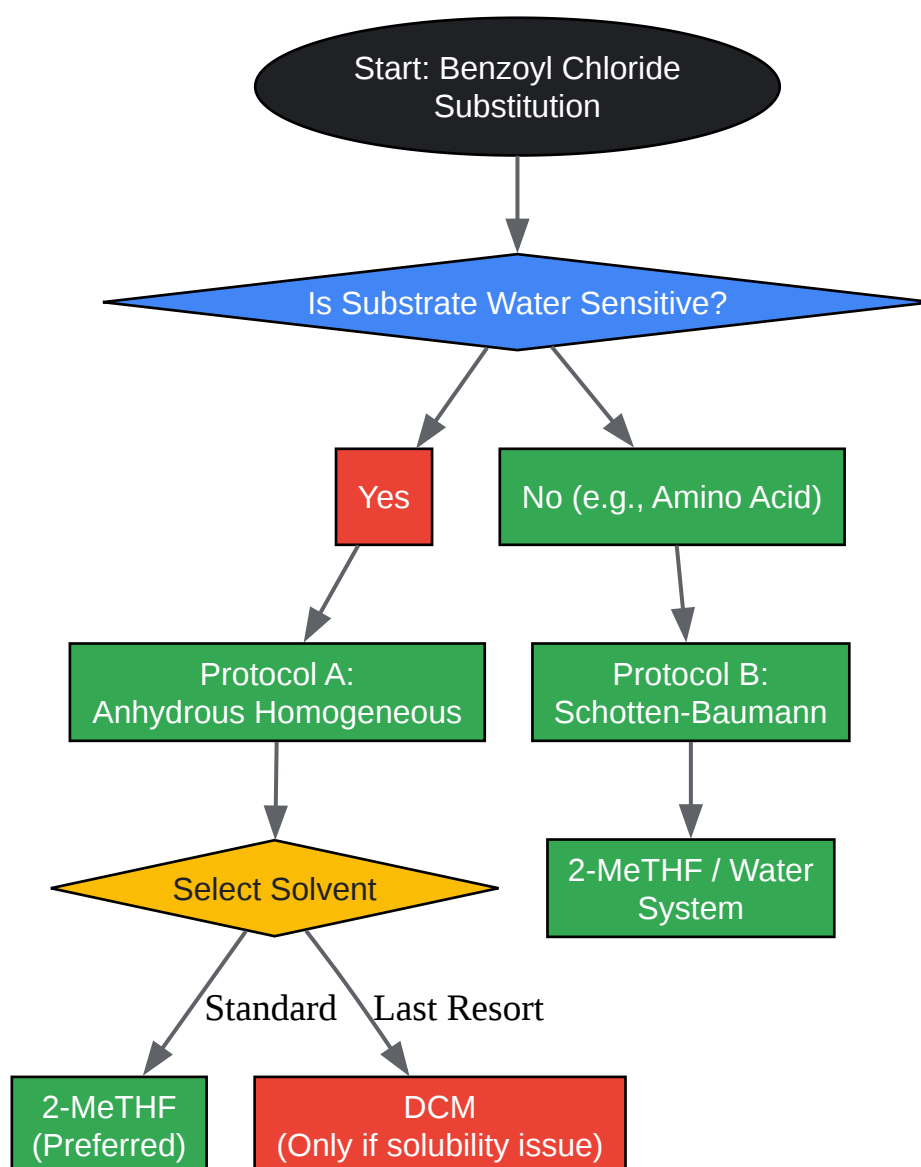 Start: Benzoyl Chloride
Substitution
Is Substrate Water Sensitive?
Yes
No (e.g., Amino Acid)
Protocol A:
Anhydrous Homogeneous
Protocol B:
Schotten-Baumann
Select Solvent
2-MeTHF / Water
System
Standard
Last Resort
2-MeTHF
(Preferred)
DCM
(Only if solubility issue)